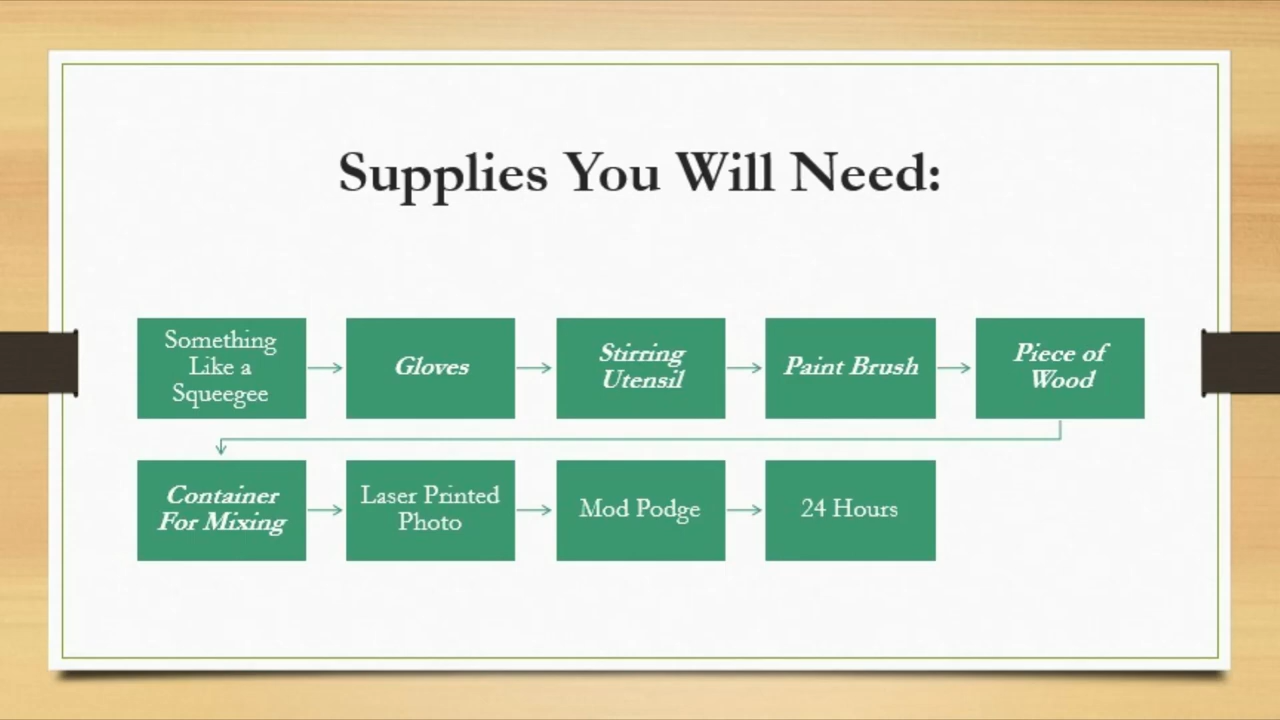 Supplies You Will Need:
Something
Like a
Squeegee
Gloves
Stirring
Utensil
Paint Brush
Piece of
Wood
Container
For Mixing
Laser Printed
Photo
Mod Podge
24 Hours